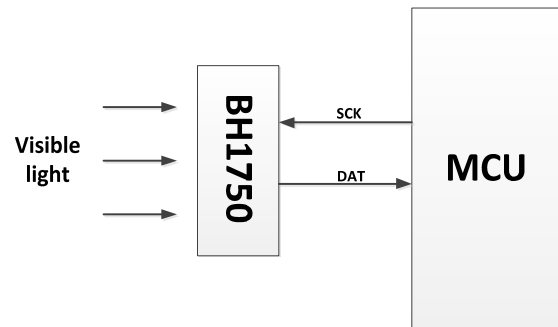 Visible
light
BH1750
SCK
DAT
MCU